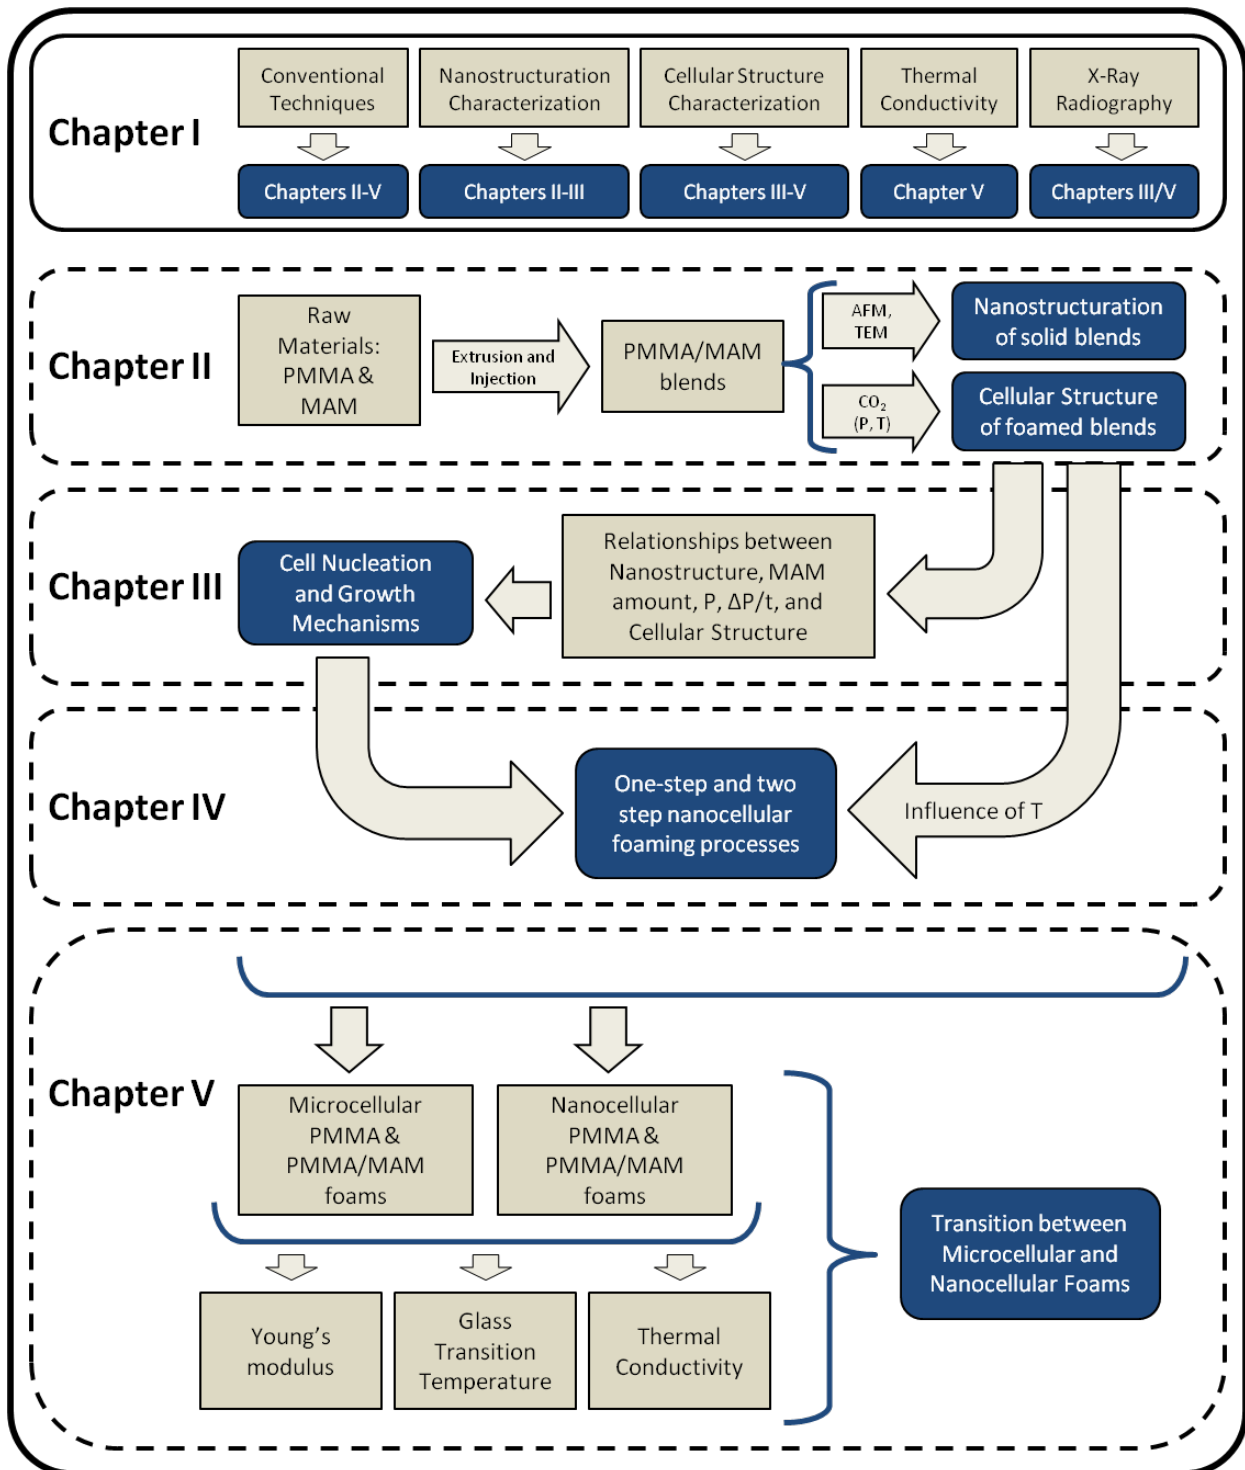 Chapter I
Conventional
Techniques
Nanostructuration
Characterization
Cellular Structure
Characterization
Thermal
Conductivity
X-Ray
Radiography
Chapters II-V
Chapters II-III
Chapters III-V
Chapter V
Chapters III/V
Chapter II
Raw
Materials:
PMMA &
MAM
Extrusion and
Injection
PMMA/MAM
blends
AFM,
TEM
Nanostructuration
of solid blends
CO₂
(P, T)
Cellular Structure
of foamed blends
Chapter III
Cell Nucleation
and Growth
Mechanisms
Relationships between
Nanostructure, MAM
amount, P, ΔP/t, and
Cellular Structure
Chapter IV
One-step and two
step nanocellular
foaming processes
Influence of T
Chapter V
Microcellular
PMMA &
PMMA/MAM
foams
Nanocellular
PMMA &
PMMA/MAM
foams
Young's
modulus
Glass
Transition
Temperature
Thermal
Conductivity
Transition between
Microcellular and
Nanocellular Foams